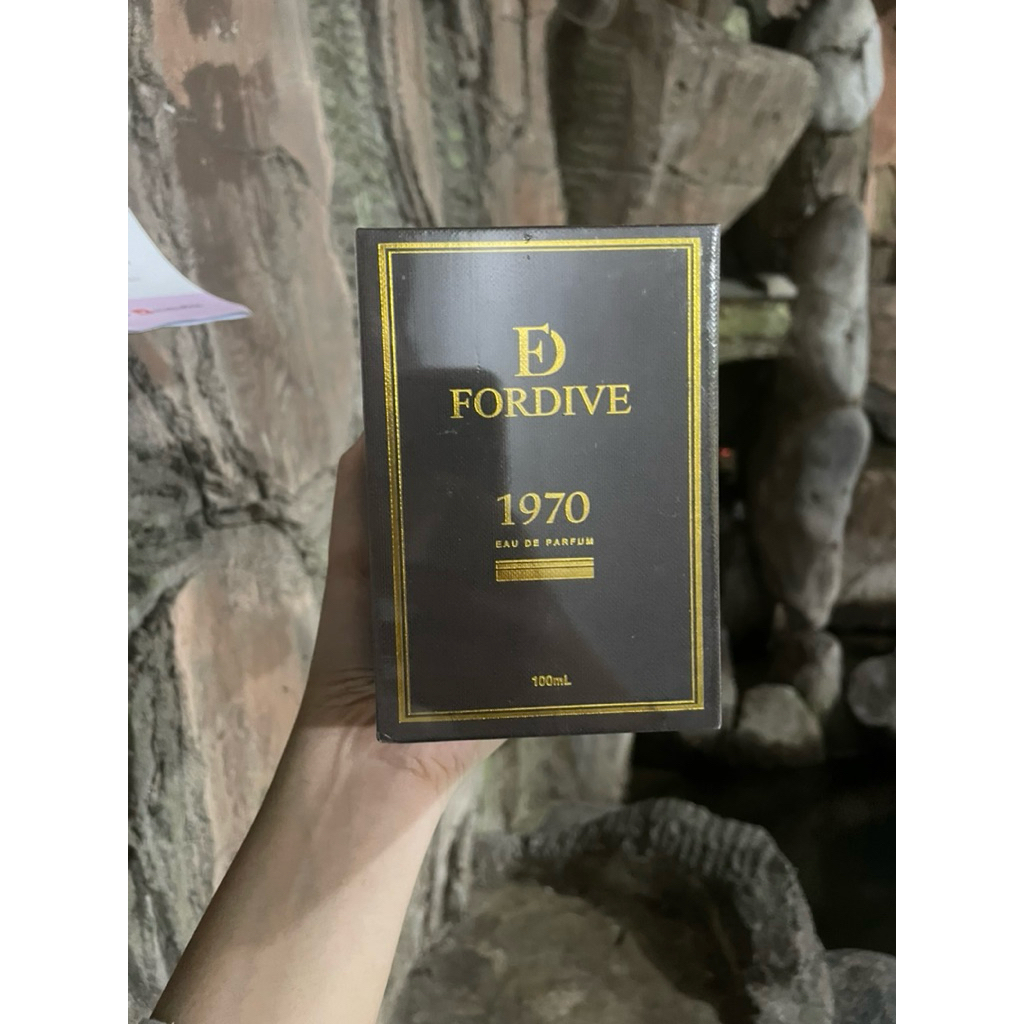 FD
FORDIVE
1970
EAU DE PARFUM
100mL